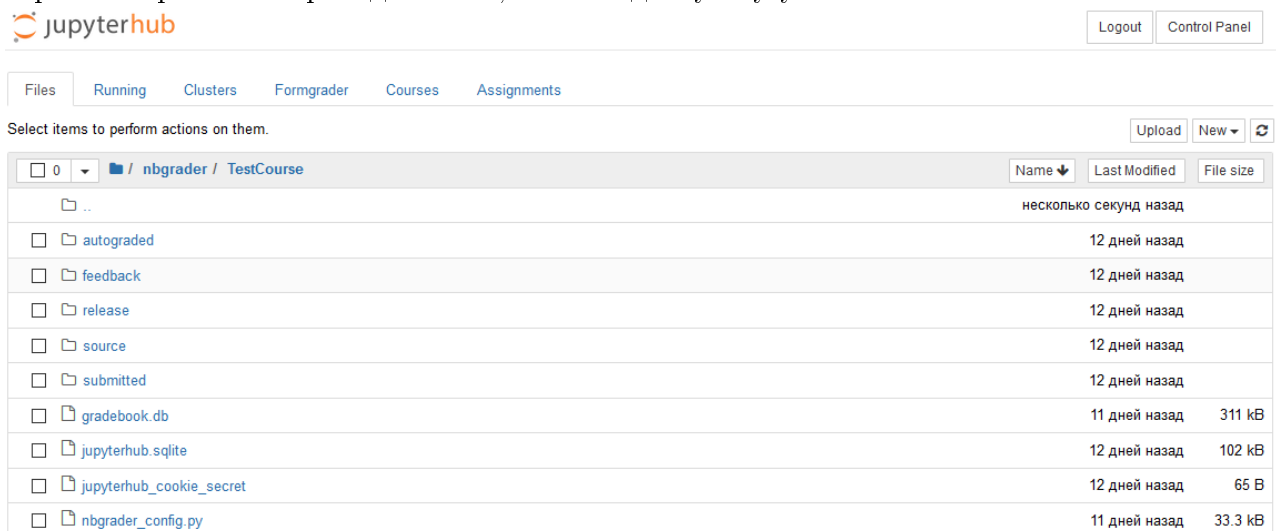 jupyterhub
Logout Control Panel
Files Running Clusters Formgrader Courses Assignments
Select items to perform actions on them.
Upload New
0 / nbgrader / TestCourse Name Last Modified File size
.. несколько секунд назад
autograded 12 дней назад
feedback 12 дней назад
release 12 дней назад
source 12 дней назад
submitted 12 дней назад
gradebook.db 11 дней назад 311 kB
jupyterhub.sqlite 12 дней назад 102 kB
jupyterhub_cookie_secret 12 дней назад 65 B
nbgrader_config.py 11 дней назад 33.3 kB